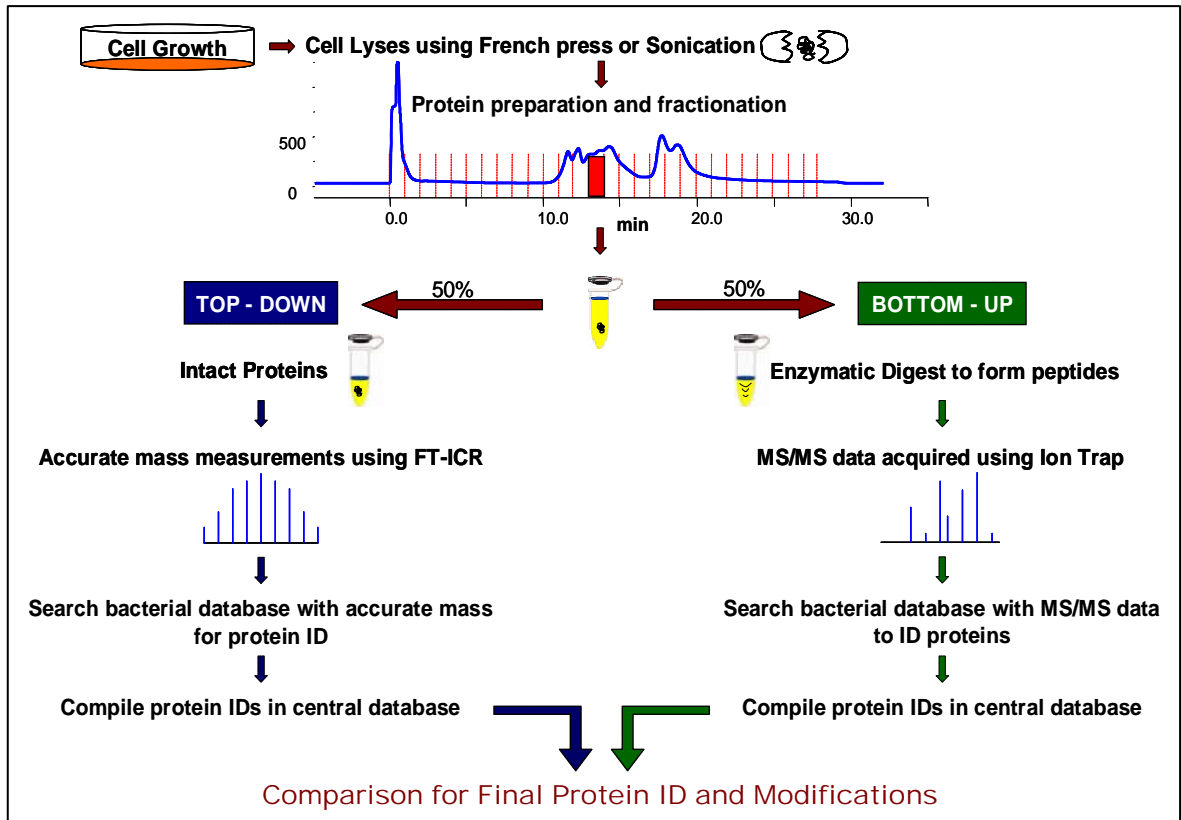 Cell Growth
Cell Lyses using French press or Sonication
Protein preparation and fractionation
500
0
0.0
10.0
min
20.0
30.0
TOP - DOWN
50%
50%
BOTTOM - UP
Intact Proteins
Enzymatic Digest to form peptides
Accurate mass measurements using FT-ICR
MS/MS data acquired using Ion Trap
Search bacterial database with accurate mass
for protein ID
Search bacterial database with MS/MS data
to ID proteins
Compile protein IDs in central database
Compile protein IDs in central database
Comparison for Final Protein ID and Modifications